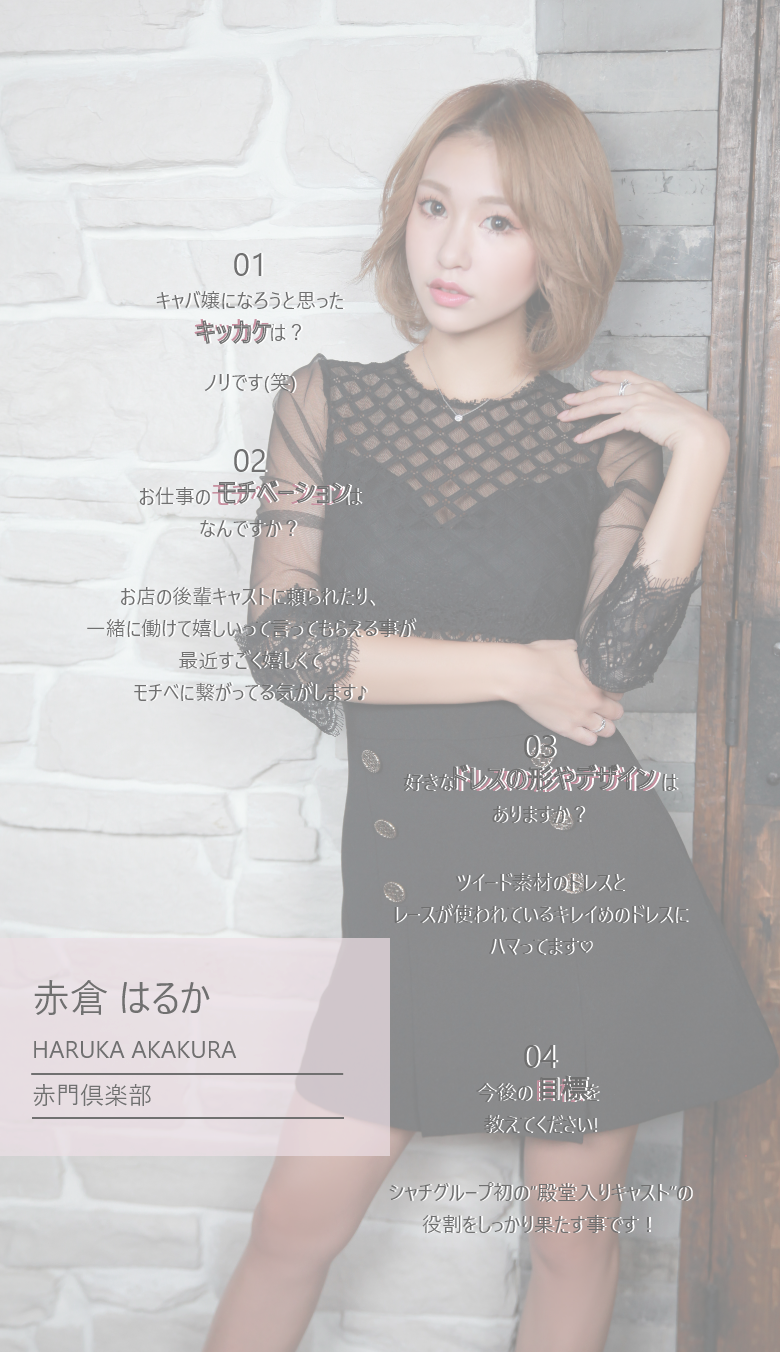 01
キャバ嬢になろうと思った
キッカケは？
ノリです(笑)
02
お仕事のモチベーションは
なんですか？
お店の後輩キャストに頼られたり、
一緒に働けて嬉しいって言ってもらえる事が
最近すごく嬉しくて
モチベに繋がってる気がします♪
03
好きなドレスの形やデザインは
ありますか？
ツイード素材のドレスと
レースが使われているキレイめのドレスに
ハマってます♡
赤倉 はるか
HARUKA AKAKURA
赤門倶楽部
04
今後の目標を
教えてください!
シャチグループ初の”殿堂入りキャスト”の
役割をしっかり果たす事です！